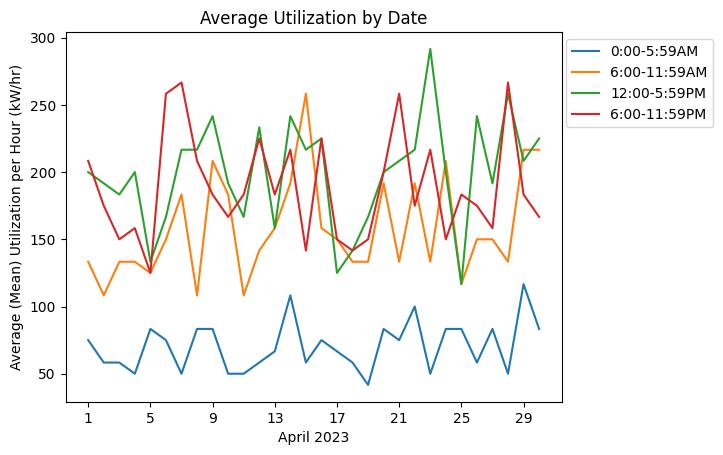 Average Utilization by Date
Average (Mean) Utilization per Hour (kW/hr)
300
250
200
150
100
50
1 5 9 13 17 21 25 29
April 2023
0:00-5:59AM
6:00-11:59AM
12:00-5:59PM
6:00-11:59PM